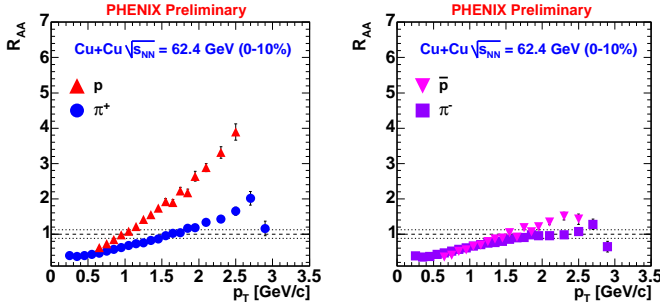 PHENIX Preliminary
R_AA
Cu+Cu √s_NN = 62.4 GeV (0-10%)
p
π⁺
7
6
5
4
3
2
1
0
0 0.5 1 1.5 2 2.5 3 3.5
p_T [GeV/c]
PHENIX Preliminary
R_AA
Cu+Cu √s_NN = 62.4 GeV (0-10%)
p̅
π⁻
7
6
5
4
3
2
1
0
0 0.5 1 1.5 2 2.5 3 3.5
p_T [GeV/c]